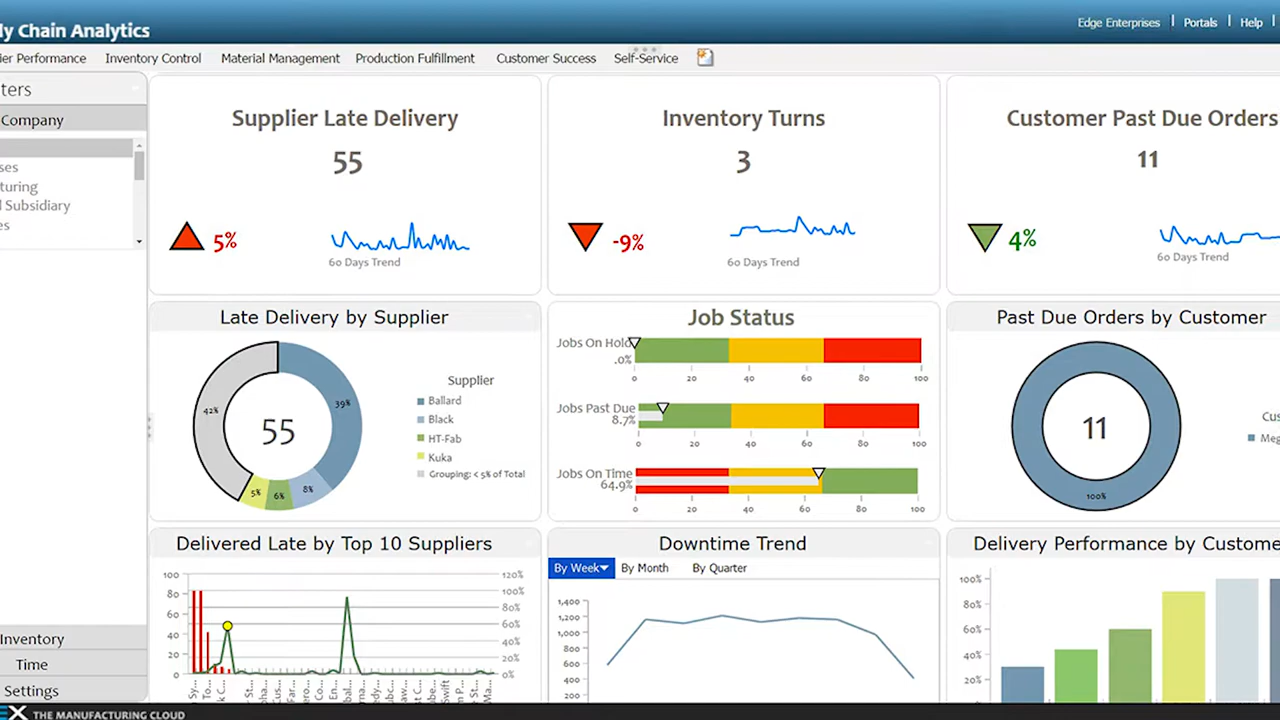 ly Chain Analytics
Edge Enterprises | Portals | Help |
ier Performance Inventory Control Material Management Production Fulfillment Customer Success Self-Service
ters
Company
ses
turing
l Subsidiary
es
Inventory
Time
Settings
Supplier Late Delivery
55
5%
60 Days Trend
Inventory Turns
3
-9%
60 Days Trend
Customer Past Due Orders
11
4%
60 Days Trend
Late Delivery by Supplier
42%
39%
55
5%
6%
8%
Supplier
Ballard
Black
HT-Fab
Kuka
Grouping: < 5% of Total
Job Status
Jobs On Hold
.0%
0 20 40 60 80 100
Jobs Past Due
8.7%
0 20 40 60 80 100
Jobs On Time
64.9%
0 20 40 60 80 100
Past Due Orders by Customer
11
100%
Cus
Meg
Delivered Late by Top 10 Suppliers
100
80
60
40
20
0
120%
100%
80%
60%
40%
20%
0%
Downtime Trend
By Week By Month By Quarter
1,400
1,200
1,000
800
600
400
200
Delivery Performance by Custome
100%
80%
60%
40%
20%
EX THE MANUFACTURING CLOUD